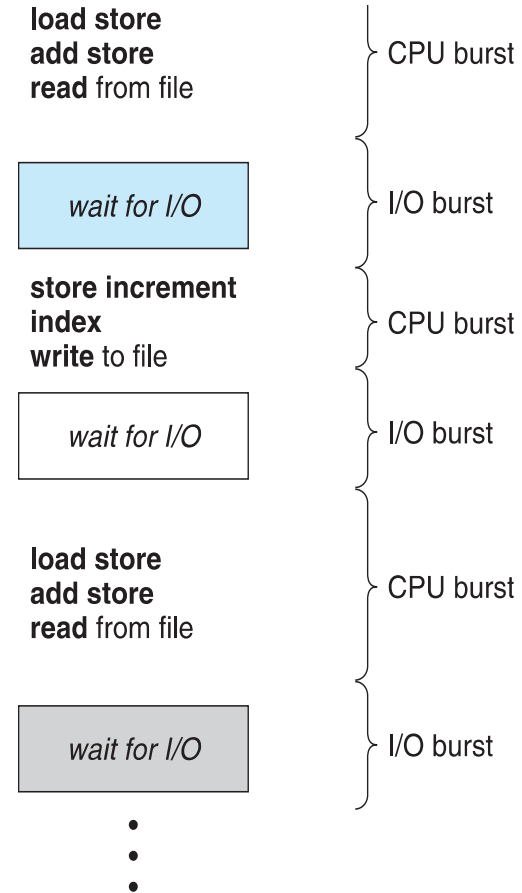 load store
add store
read from file
CPU burst
wait for I/O
I/O burst
store increment
index
write to file
CPU burst
wait for I/O
I/O burst
load store
add store
read from file
CPU burst
wait for I/O
I/O burst